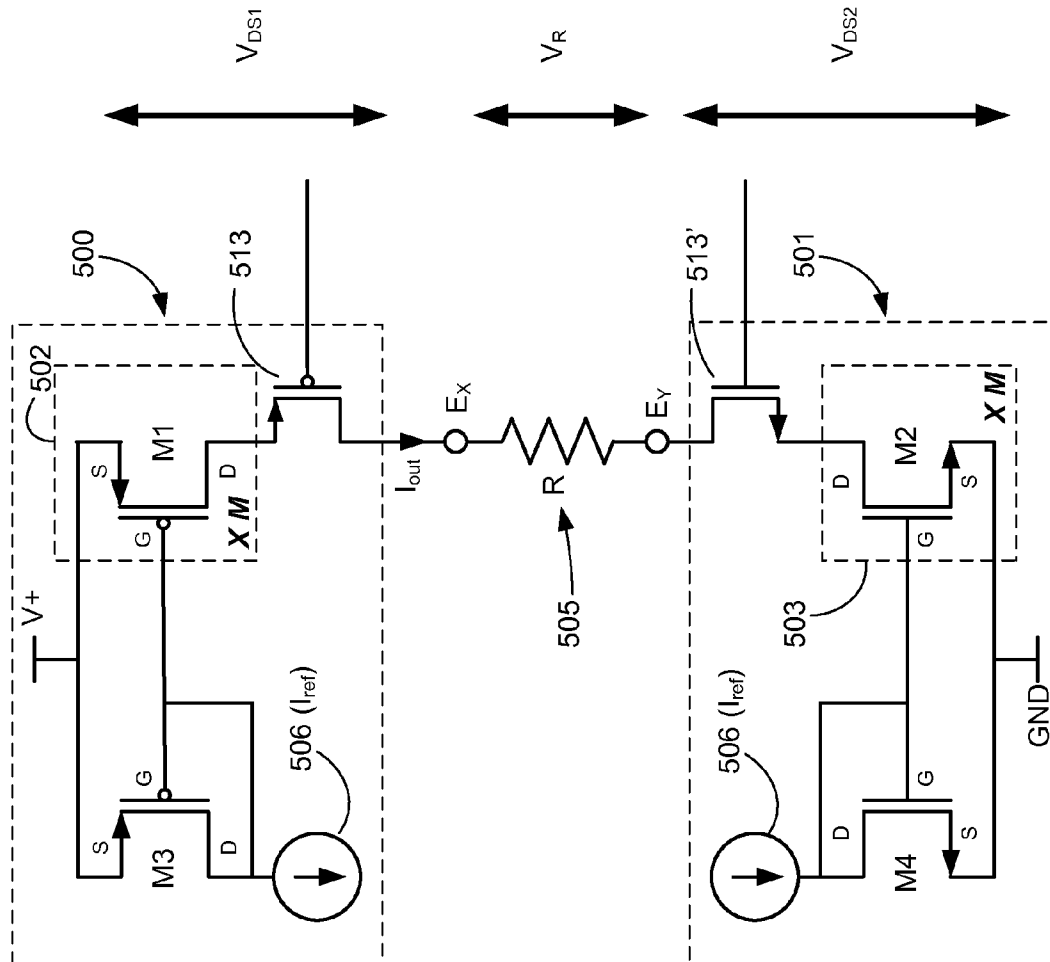 V+
502
500
V_DS1
S
M1
G
D
X M
513
M3
S
G
D
506 (I_ref)
I_out
E_X
V_R
R
505
E_Y
513'
501
V_DS2
506 (I_ref)
D
M2
G
S
X M
503
D
M4
G
S
GND